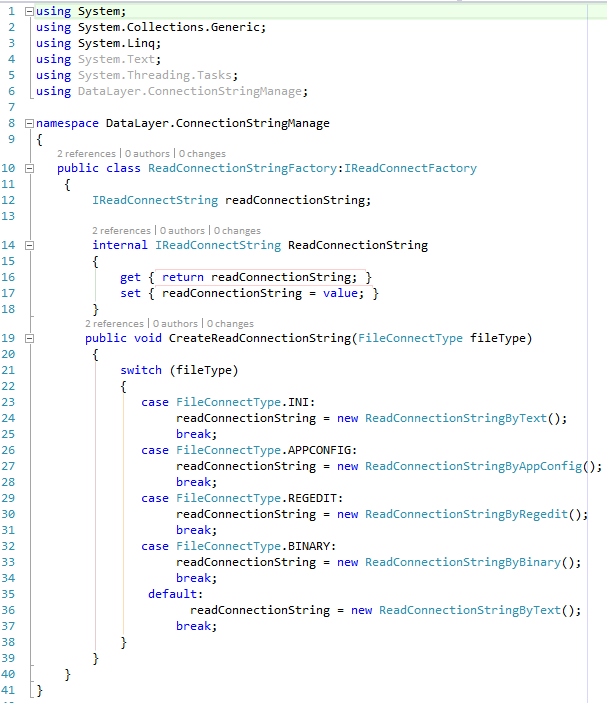 1 using System;
2 using System.Collections.Generic;
3 using System.Linq;
4 using System.Text;
5 using System.Threading.Tasks;
6 using DataLayer.ConnectionStringManage;
7
8 namespace DataLayer.ConnectionStringManage
9 {
2 references | 0 authors | 0 changes
10 public class ReadConnectionStringFactory:IReadConnectFactory
11 {
12 IReadConnectString readConnectionString;
13
2 references | 0 authors | 0 changes
14 internal IReadConnectString ReadConnectionString
15 {
16 get { return readConnectionString; }
17 set { readConnectionString = value; }
18 }
2 references | 0 authors | 0 changes
19 public void CreateReadConnectionString(FileConnectType fileType)
20 {
21 switch (fileType)
22 {
23 case FileConnectType.INI:
24 readConnectionString = new ReadConnectionStringByText();
25 break;
26 case FileConnectType.APPCONFIG:
27 readConnectionString = new ReadConnectionStringByAppConfig();
28 break;
29 case FileConnectType.REGEDIT:
30 readConnectionString = new ReadConnectionStringByRegedit();
31 break;
32 case FileConnectType.BINARY:
33 readConnectionString = new ReadConnectionStringByBinary();
34 break;
35 default:
36 readConnectionString = new ReadConnectionStringByText();
37 break;
38 }
39 }
40 }
41 }